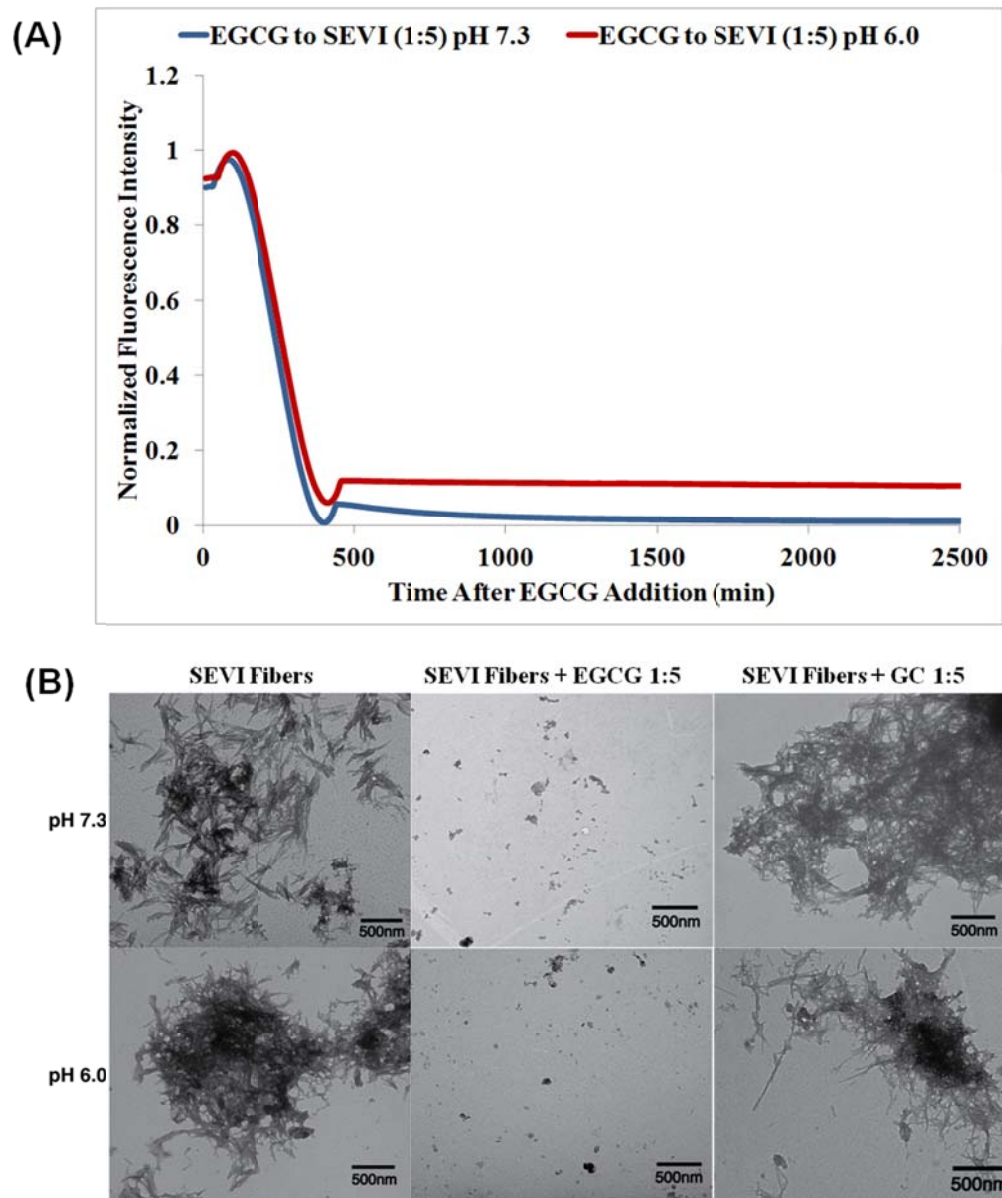 (A)
EGCG to SEVI (1:5) pH 7.3 EGCG to SEVI (1:5) pH 6.0
Normalized Fluorescence Intensity
1.2
1
0.8
0.6
0.4
0.2
0
0 500 1000 1500 2000 2500
Time After EGCG Addition (min)
(B)
SEVI Fibers SEVI Fibers + EGCG 1:5 SEVI Fibers + GC 1:5
pH 7.3
500nm 500nm 500nm
pH 6.0
500nm 500nm 500nm